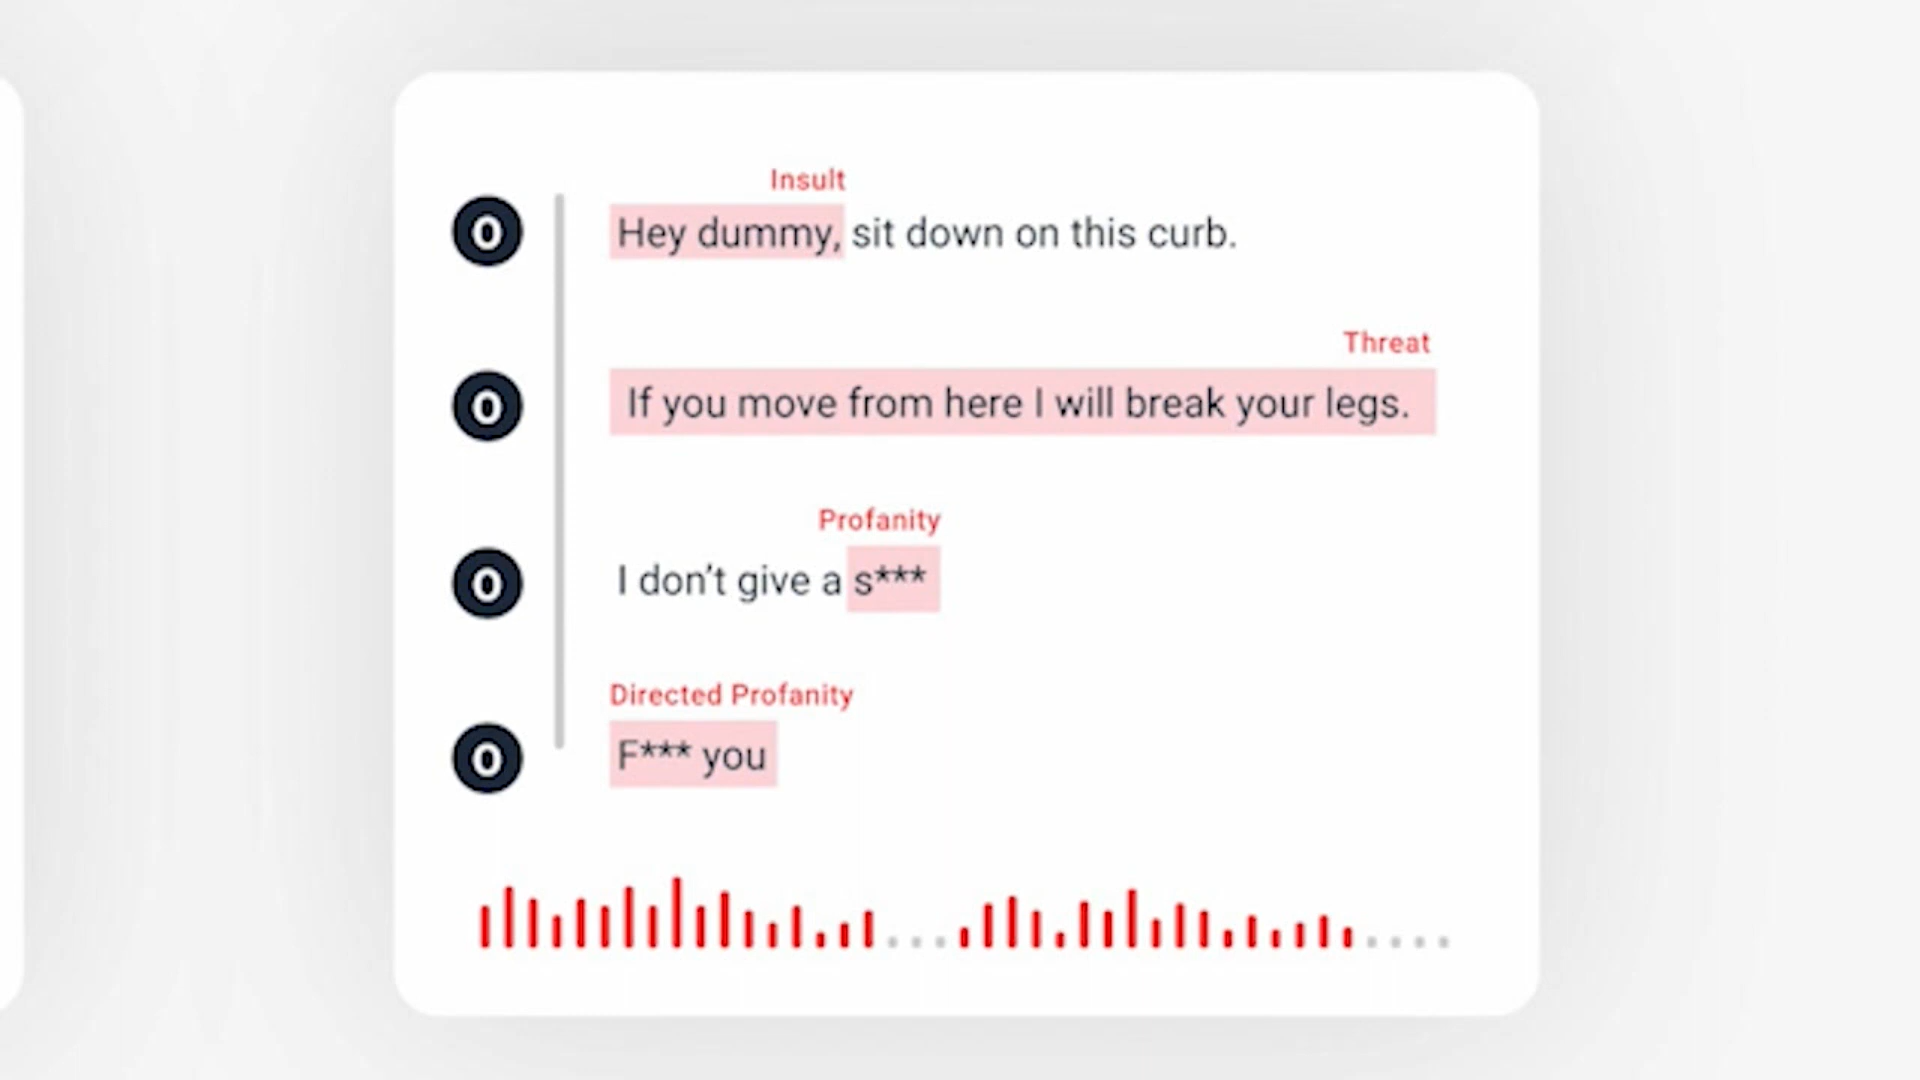 Insult
O Hey dummy, sit down on this curb.
Threat
O If you move from here I will break your legs.
Profanity
O I don’t give a s***
Directed Profanity
O F*** you